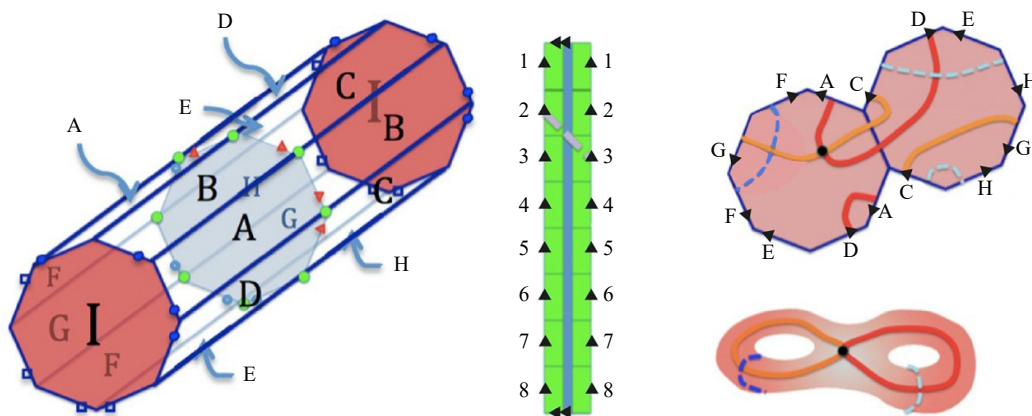 D
E
A
C I B
B H C
A G
H
D
F
G I
F
E
1 1
2 2
3 3
4 4
5 5
6 6
7 7
8 8
D E
F A C H
G G
C H
F A
E D